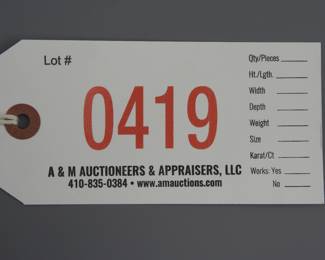 Lot #
0419
A & M AUCTIONEERS & APPRAISERS, LLC
410-835-0384 • www.amauctions.com
Qty/Pieces
Ht./Lgth.
Width
Depth
Weight
Size
Karat/Ct
Works: Yes
No